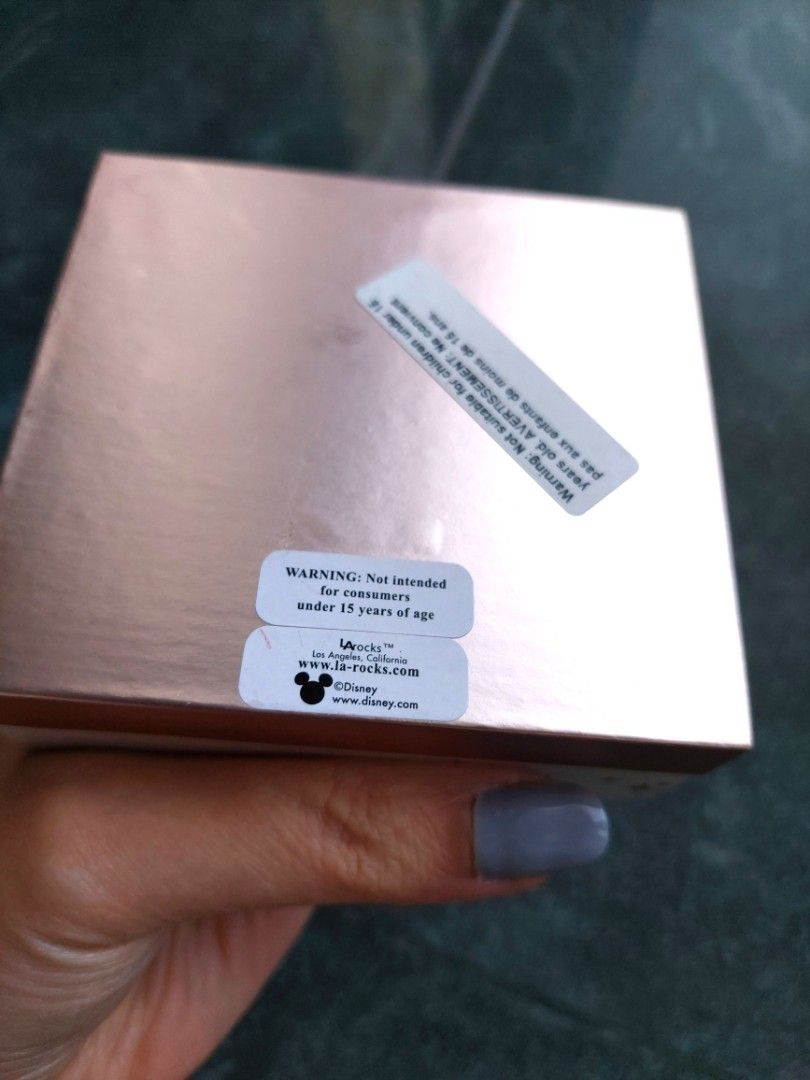 Warning: Not suitable for children under 15
years old. AVERTISSEMENT: Ne convient
pas aux enfants de moins de 15 ans.
WARNING: Not intended
for consumers
under 15 years of age
LArocks™
Los Angeles, California
www.la-rocks.com
©Disney
www.disney.com